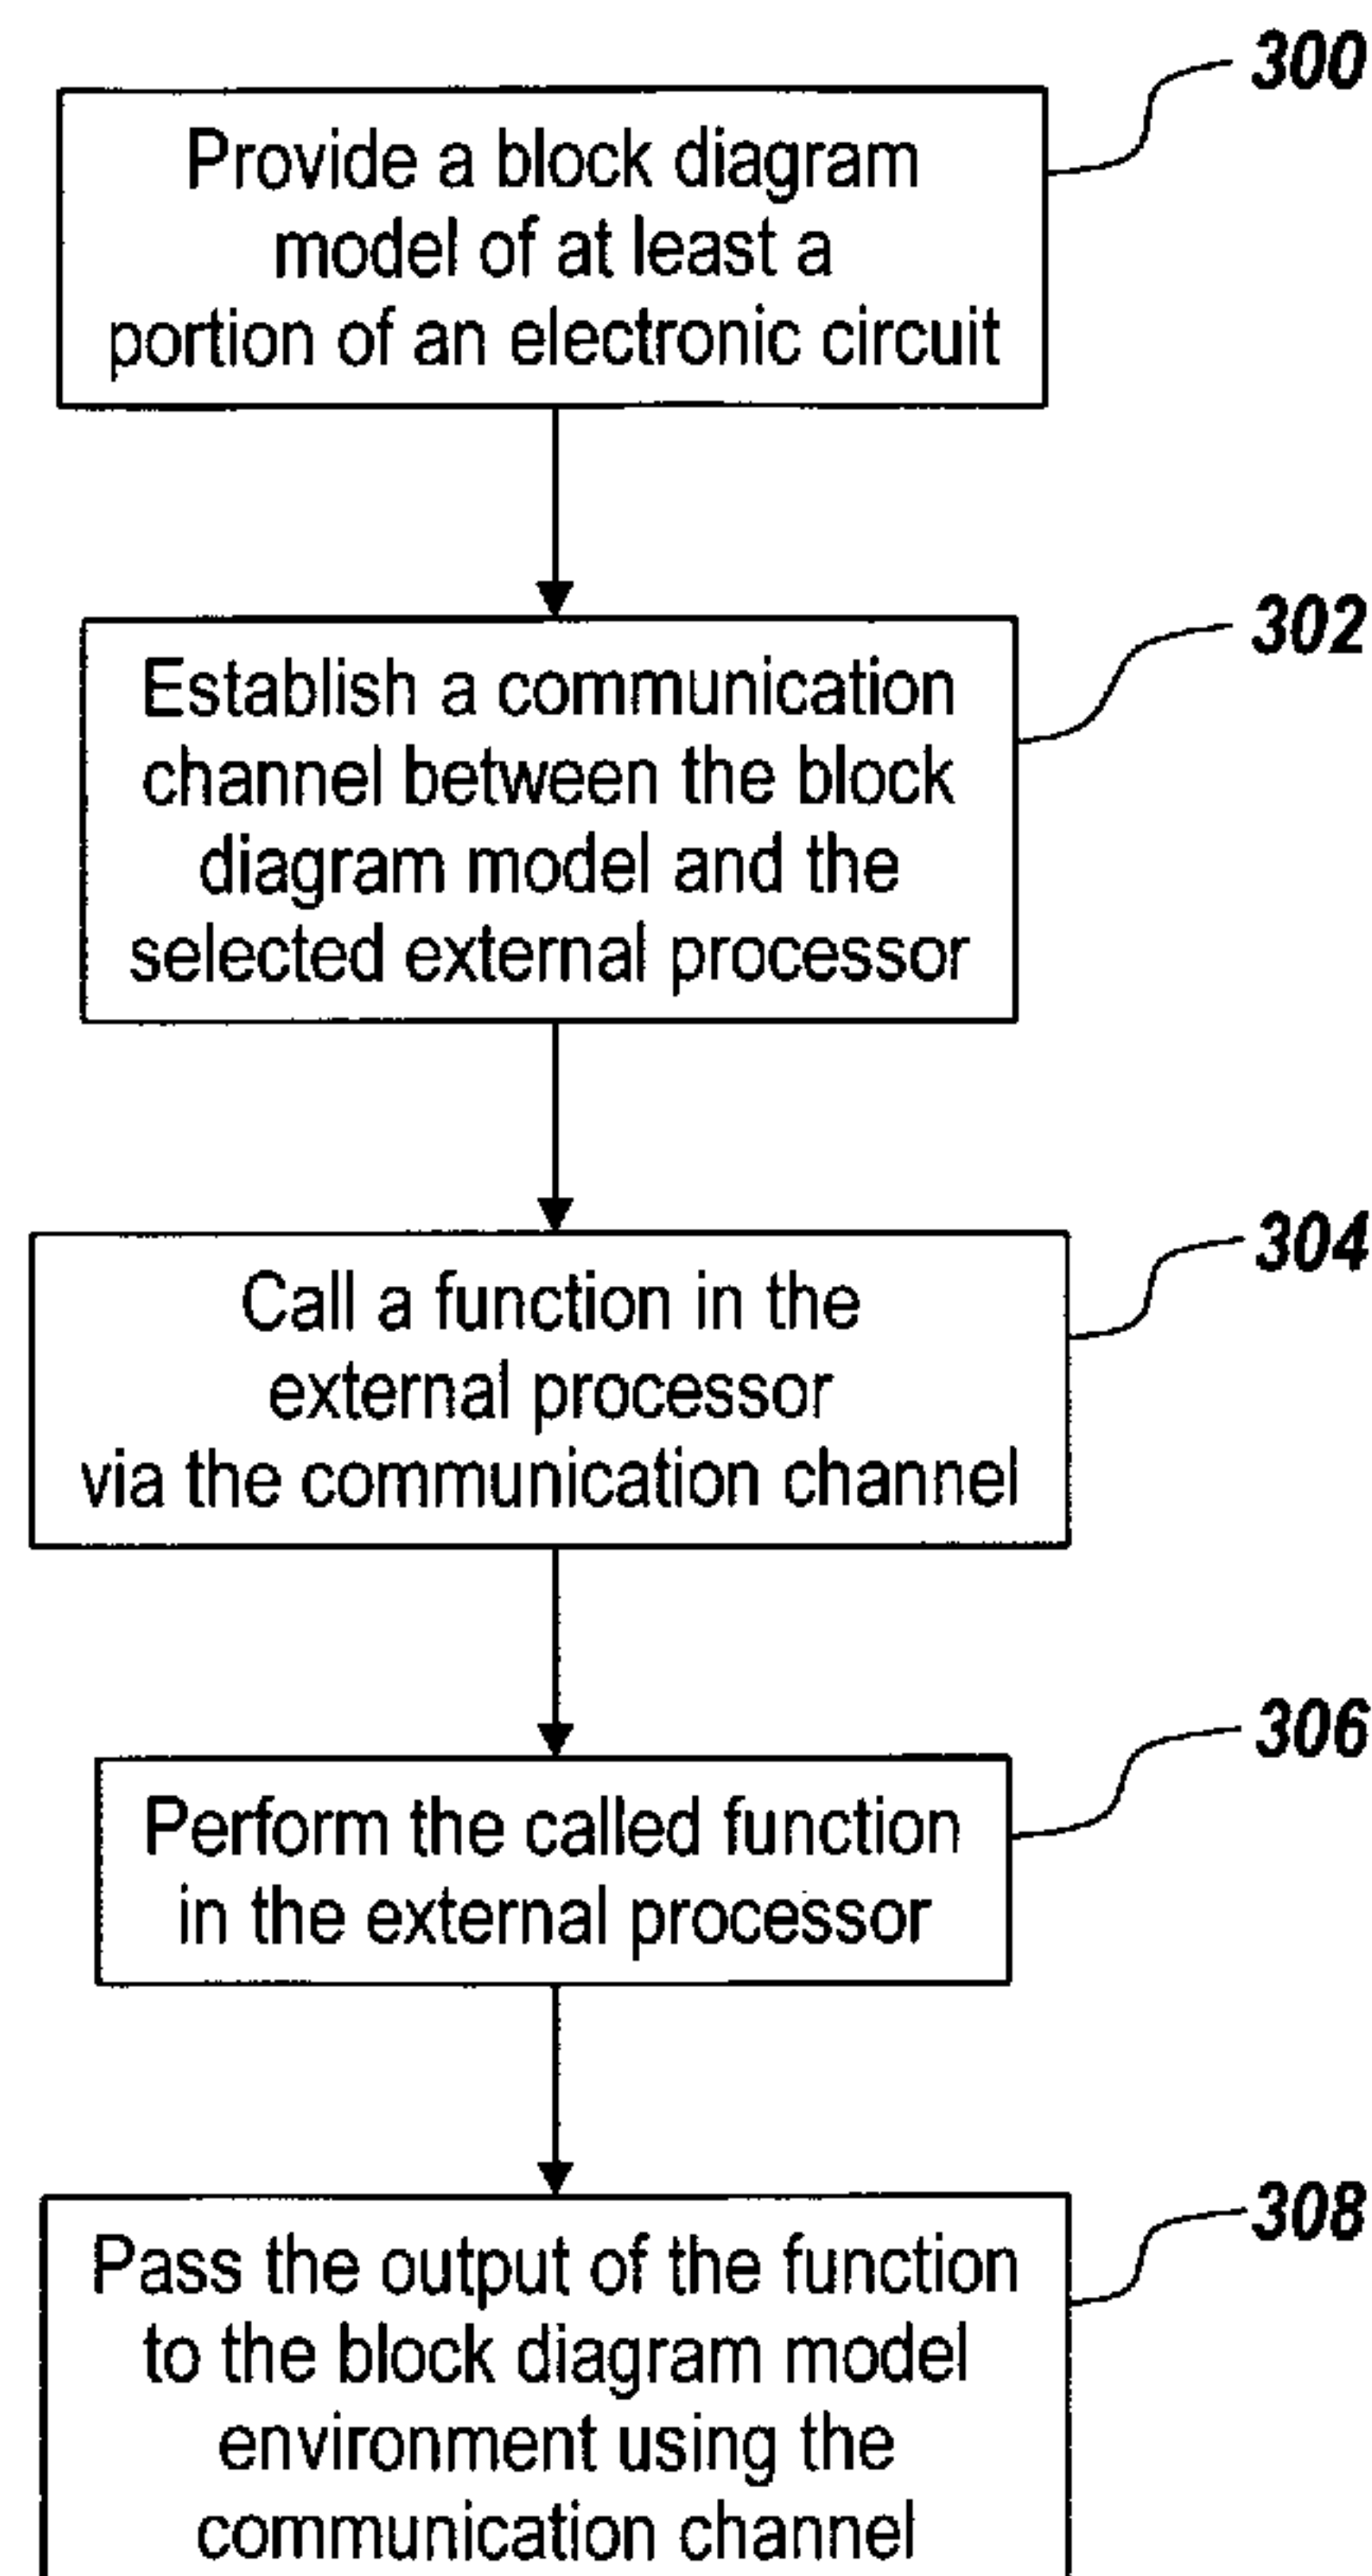 300
Provide a block diagram
model of at least a
portion of an electronic circuit
302
Establish a communication
channel between the block
diagram model and the
selected external processor
304
Call a function in the
external processor
via the communication channel
306
Perform the called function
in the external processor
308
Pass the output of the function
to the block diagram model
environment using the
communication channel